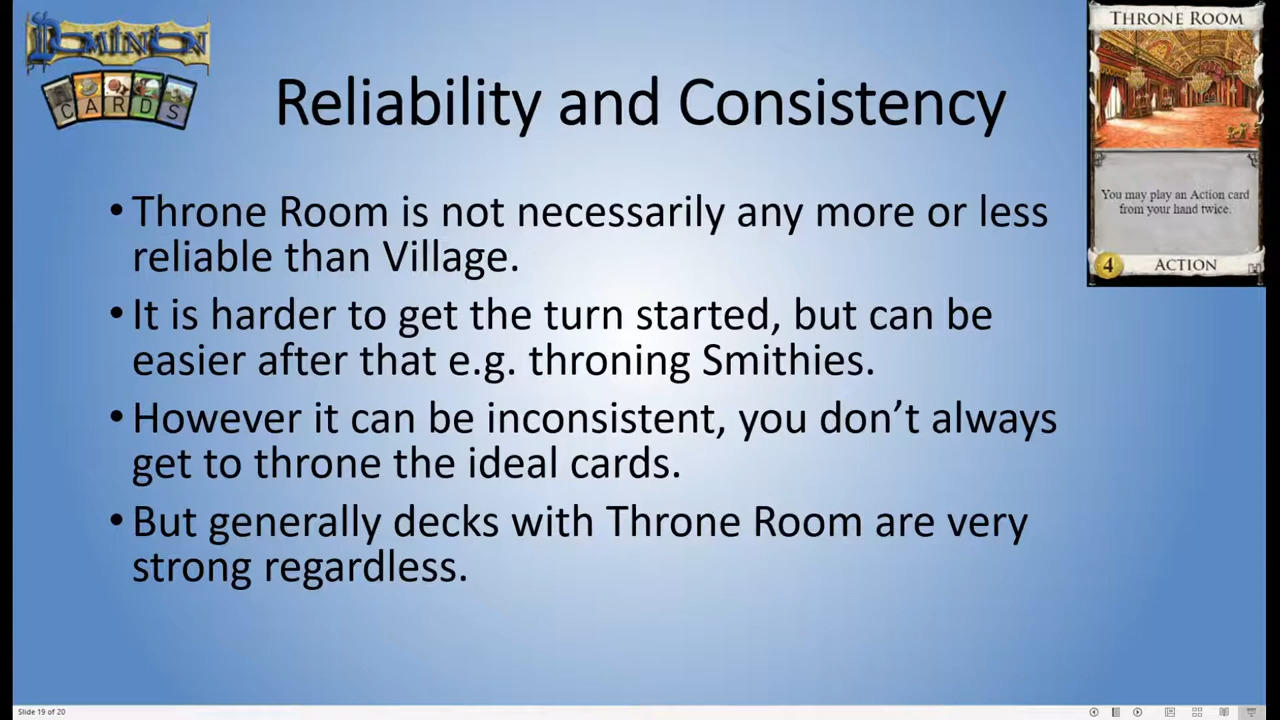 DOMINION
CARDS
THRONE ROOM
Reliability and Consistency
You may play an Action card
from your hand twice.
4
ACTION
• Throne Room is not necessarily any more or less
reliable than Village.
• It is harder to get the turn started, but can be
easier after that e.g. throning Smithies.
• However it can be inconsistent, you don’t always
get to throne the ideal cards.
• But generally decks with Throne Room are very
strong regardless.
Slide 19 of 20